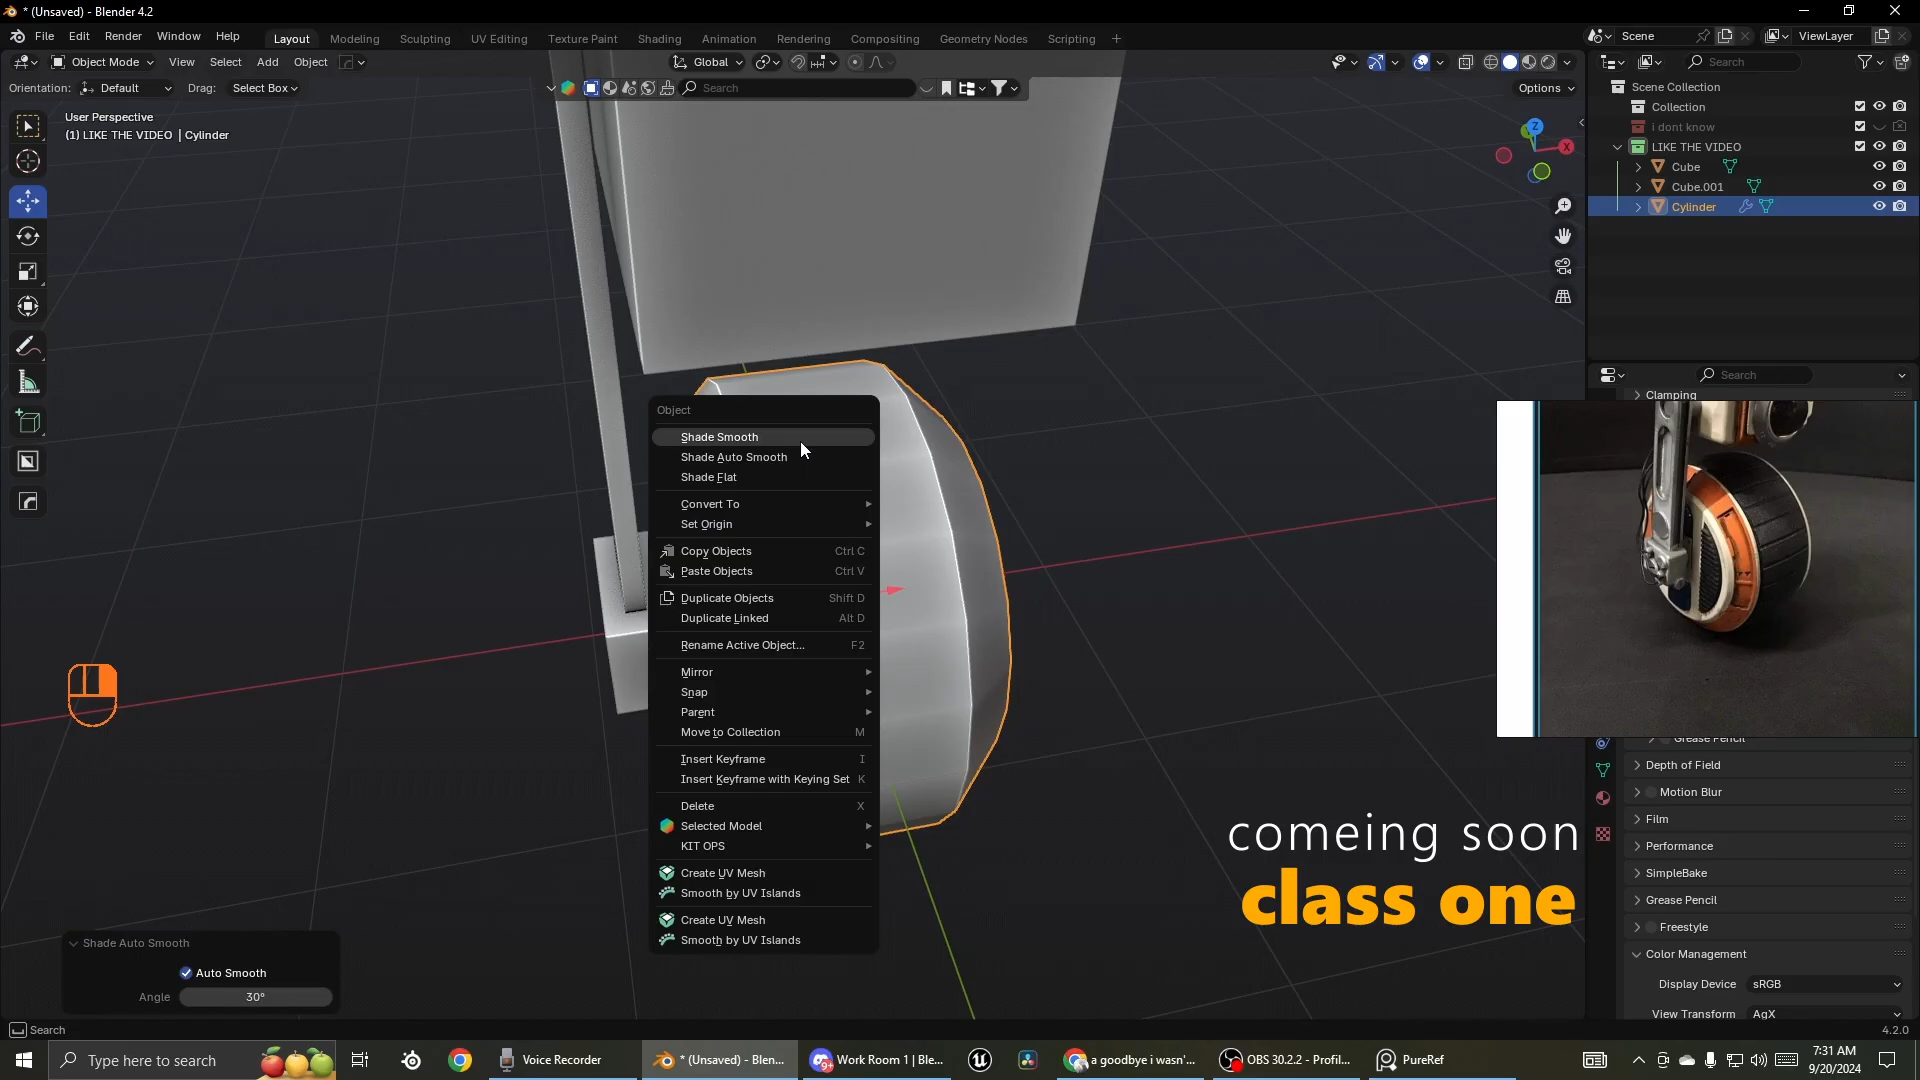 * (Unsaved) - Blender 4.2
File Edit Render Window Help
Layout Modeling Sculpting UV Editing Texture Paint Shading Animation Rendering Compositing Geometry Nodes Scripting +
Scene ViewLayer
Object Mode View Select Add Object Global
Search
Orientation: Default Drag: Select Box
Search
Options
User Perspective
(1) LIKE THE VIDEO | Cylinder
Z
X
Scene Collection
Collection
i dont know
LIKE THE VIDEO
Cube
Cube.001
Cylinder
Search
Clamping
Object
Shade Smooth
Shade Auto Smooth
Shade Flat
Convert To
Set Origin
Copy Objects Ctrl C
Paste Objects Ctrl V
Duplicate Objects Shift D
Duplicate Linked Alt D
Rename Active Object... F2
Mirror
Snap
Parent
Move to Collection M
Insert Keyframe I
Insert Keyframe with Keying Set K
Delete X
Selected Model
KIT OPS
Create UV Mesh
Smooth by UV Islands
Create UV Mesh
Smooth by UV Islands
Grease Pencil
Depth of Field
Motion Blur
Film
Performance
SimpleBake
Grease Pencil
Freestyle
Color Management
Display Device sRGB
View Transform AgX
comeing soon
class one
Shade Auto Smooth
Auto Smooth
Angle 30°
Search
4.2.0
Type here to search
Voice Recorder
* (Unsaved) - Blen...
9+
Work Room 1 | Ble...
a goodbye i wasn'...
OBS 30.2.2 - Profil...
PureRef
7:31 AM
9/20/2024